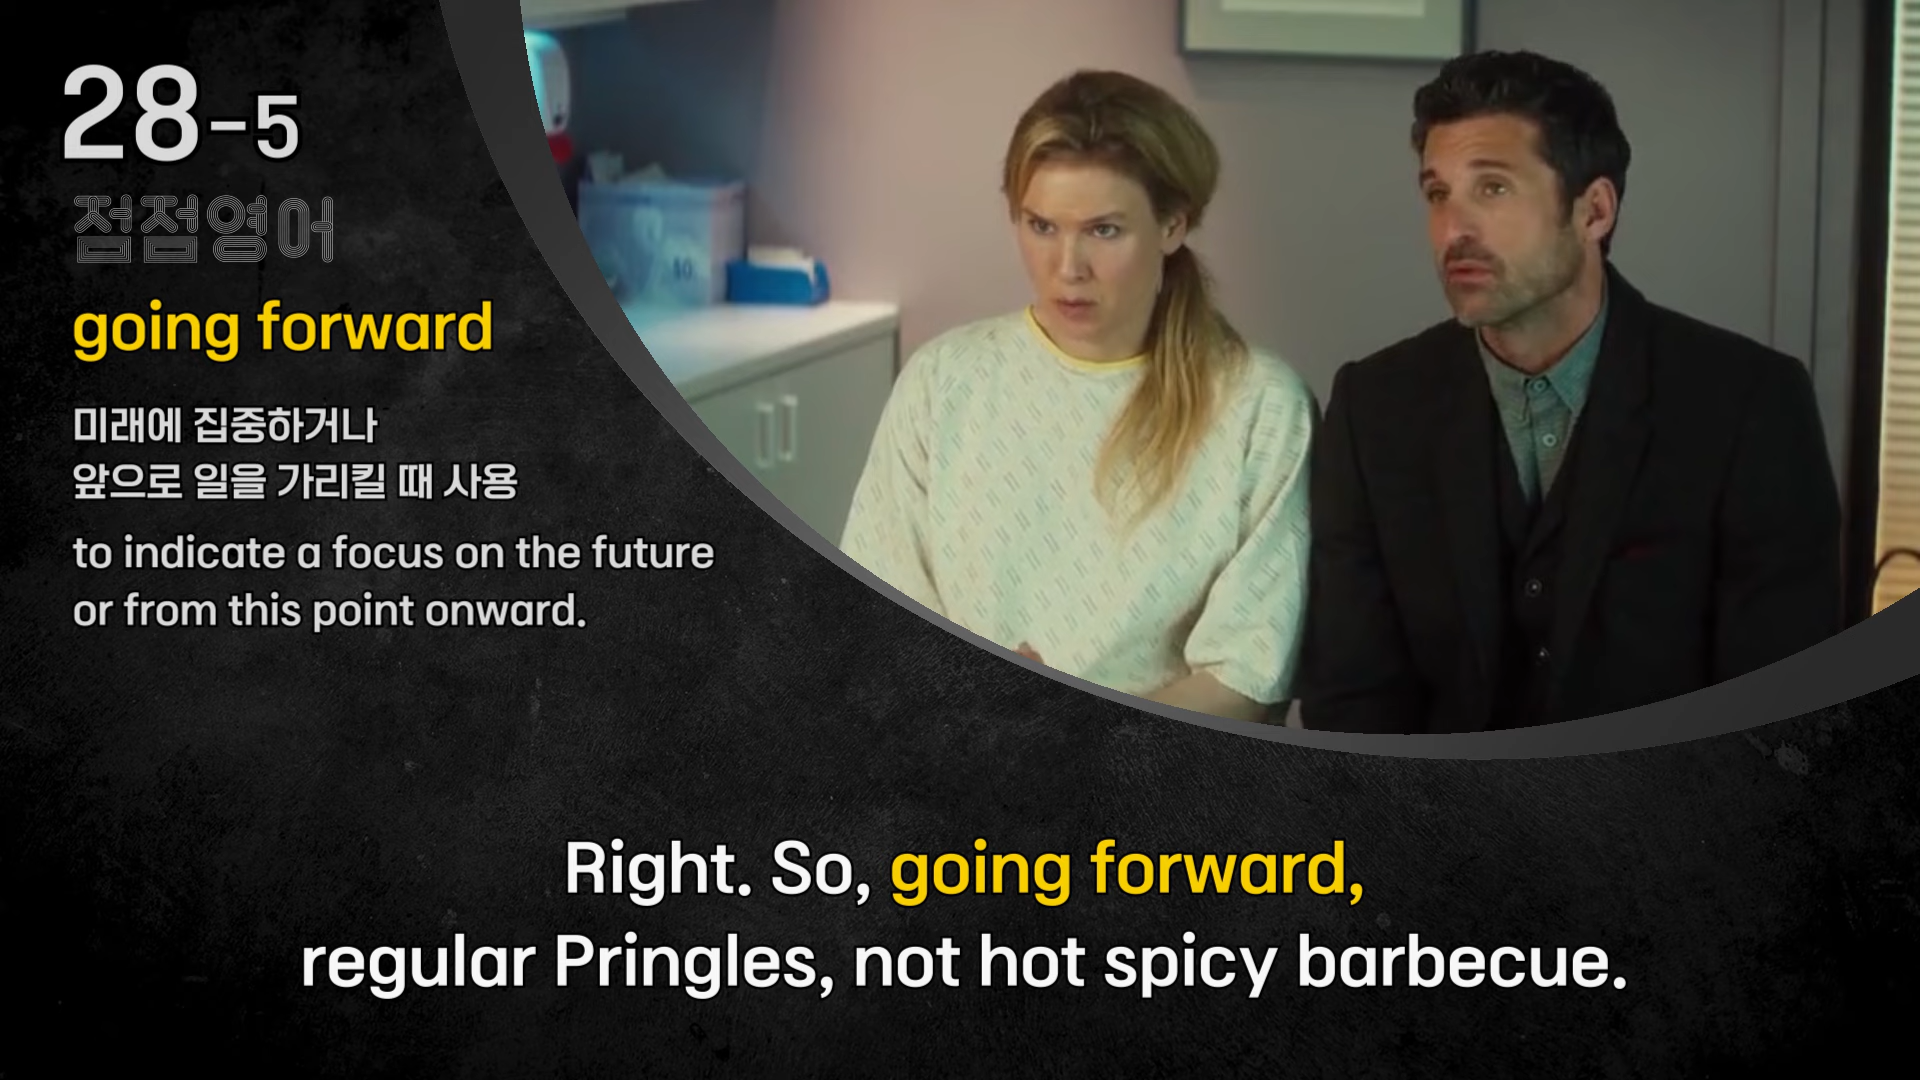 28-5
점점영어
going forward
미래에 집중하거나
앞으로 일을 가리킬 때 사용
to indicate a focus on the future
or from this point onward.
Right. So, going forward,
regular Pringles, not hot spicy barbecue.